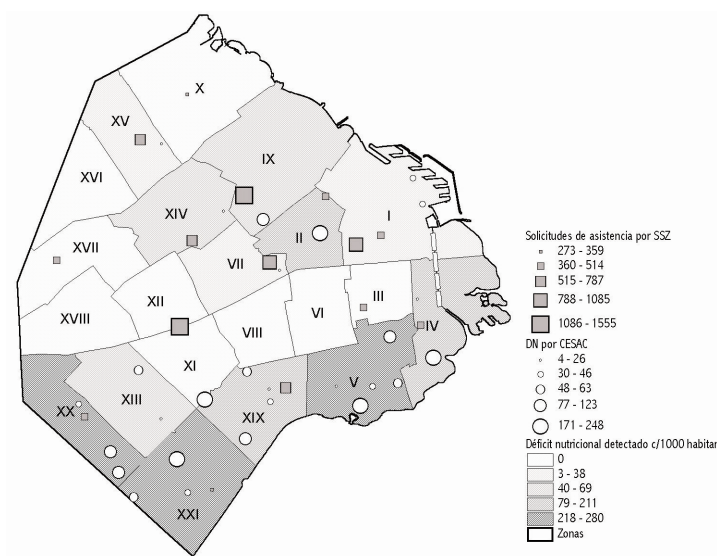 X
XV
IX
XVI
XIV
I
II
XVII
VII
XII
III
XVIII
VIII
VI
IV
XI
V
XX
XIII
XIX
XXI
Solicitudes de asistencia por SSZ
273 - 359
360 - 514
515 - 787
788 - 1085
1086 - 1555
DN por CESAC
4 - 26
30 - 46
48 - 63
77 - 123
171 - 248
Déficit nutricional detectado c/1000 habitan
0
3 - 38
40 - 69
79 - 211
218 - 280
Zonas